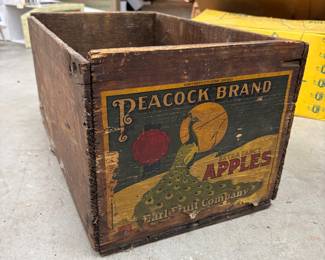 PEACOCK BRAND
APPLES
Earl Fruit Company